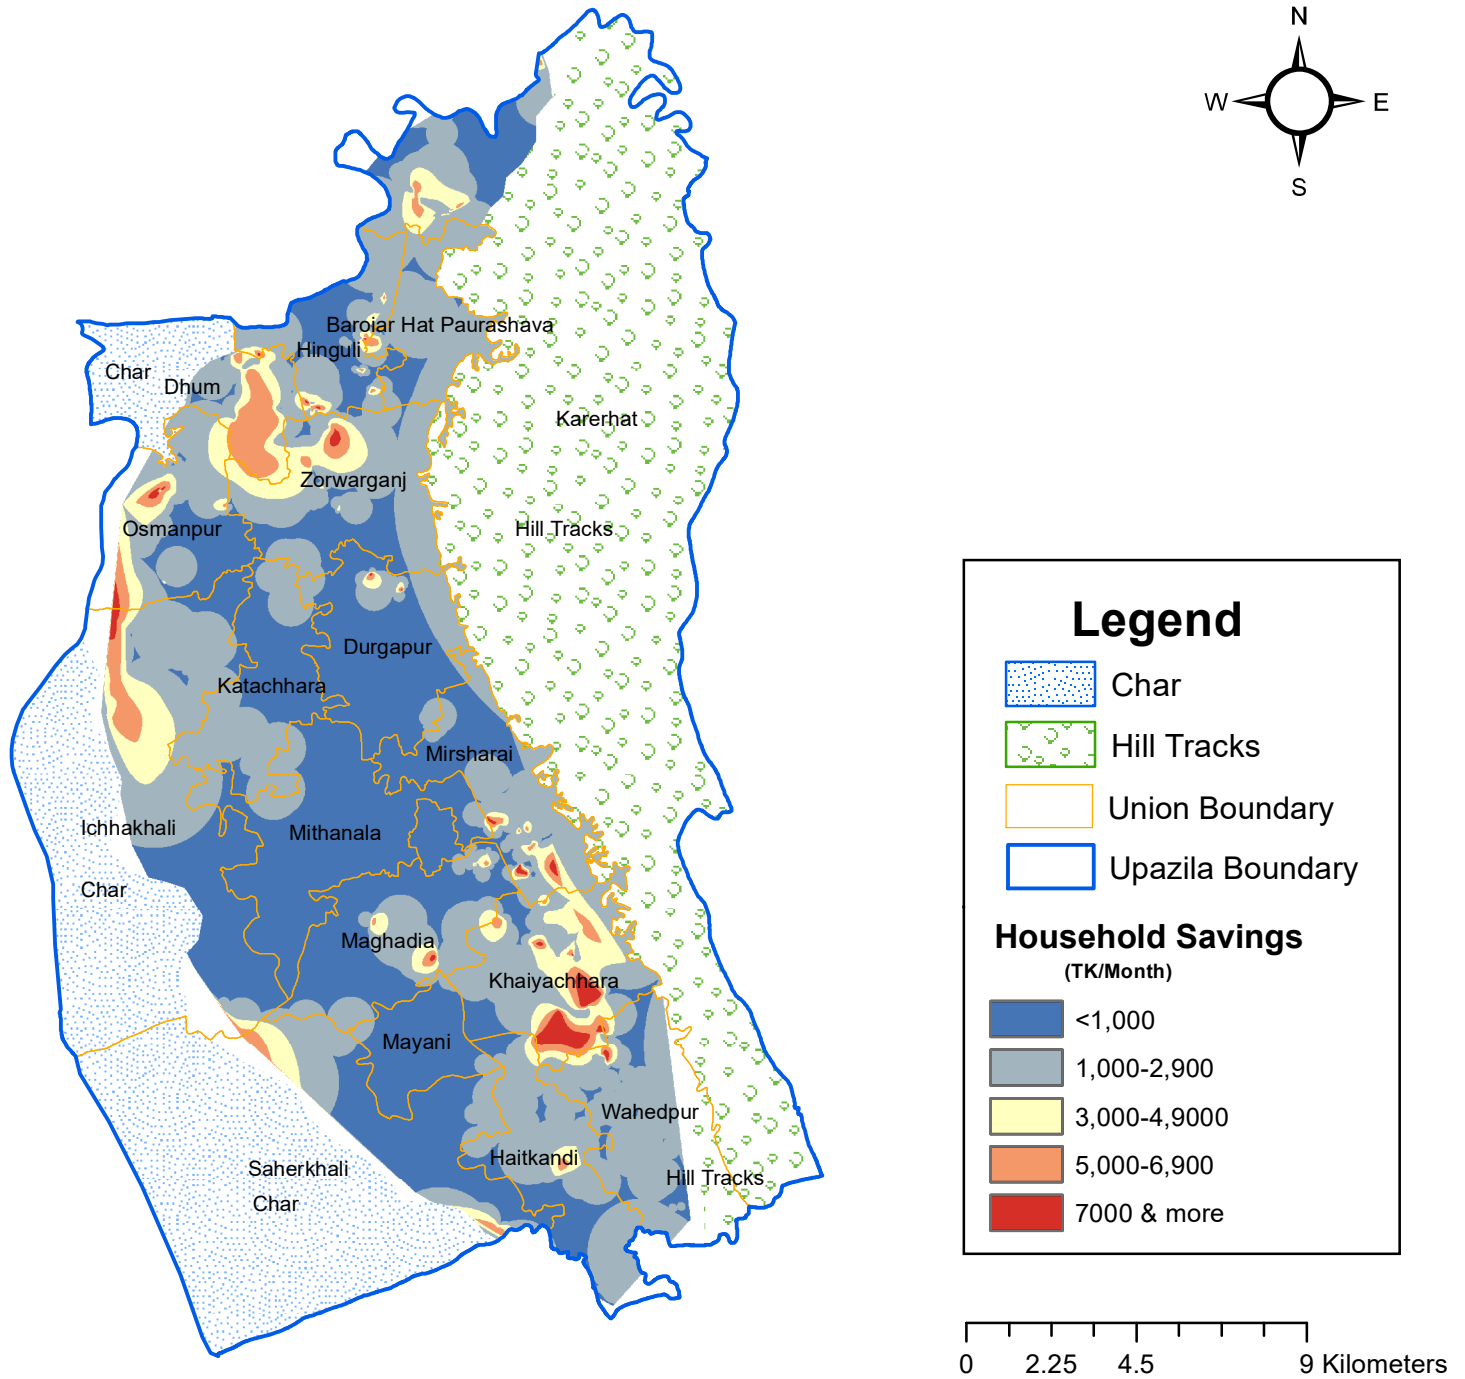 N
W
E
S
Barojar Hat Paurashava
Hinguli
Char
Dhum
Karerhat
Zorwarganj
Osmanpur
Hill Tracks
Durgapur
Katachhara
Mirsharai
Ichhakhali
Mithanala
Char
Maghadia
Khaiyachhara
Mayani
Wahedpur
Haitkandi
Saherkhali
Hill Tracks
Char
Legend
Char
Hill Tracks
Union Boundary
Upazila Boundary
Household Savings
(TK/Month)
<1,000
1,000-2,900
3,000-4,9000
5,000-6,900
7000 & more
0 2.25 4.5 9 Kilometers